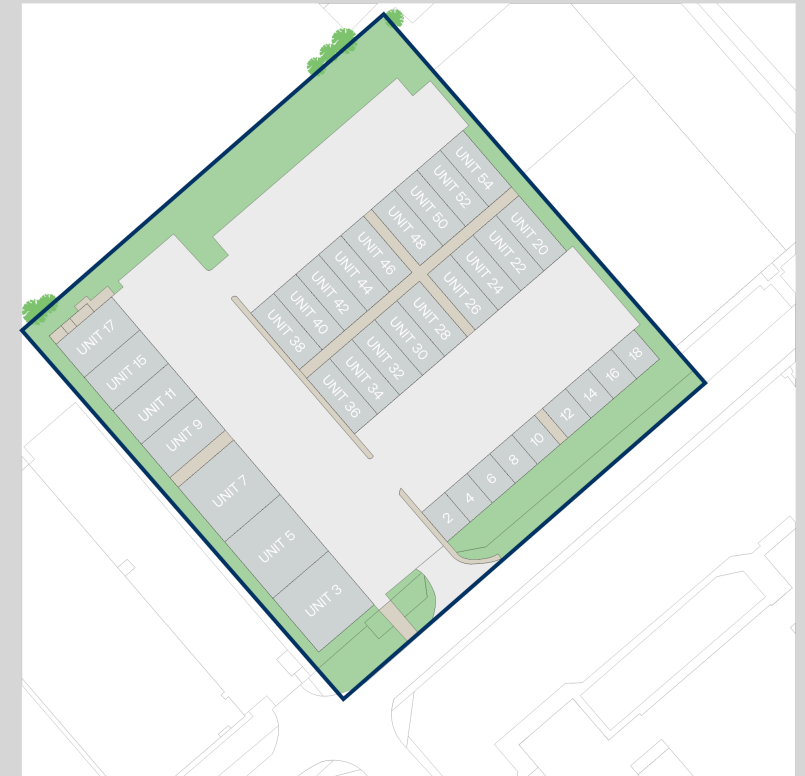 UNIT 54
UNIT 52
UNIT 50
UNIT 48
UNIT 46
UNIT 44
UNIT 42
UNIT 40
UNIT 38
UNIT 20
UNIT 22
UNIT 24
UNIT 26
UNIT 28
UNIT 30
UNIT 32
UNIT 34
UNIT 36
UNIT 17
UNIT 15
UNIT 11
UNIT 9
UNIT 7
UNIT 5
UNIT 3
18
16
14
12
10
8
6
4
2